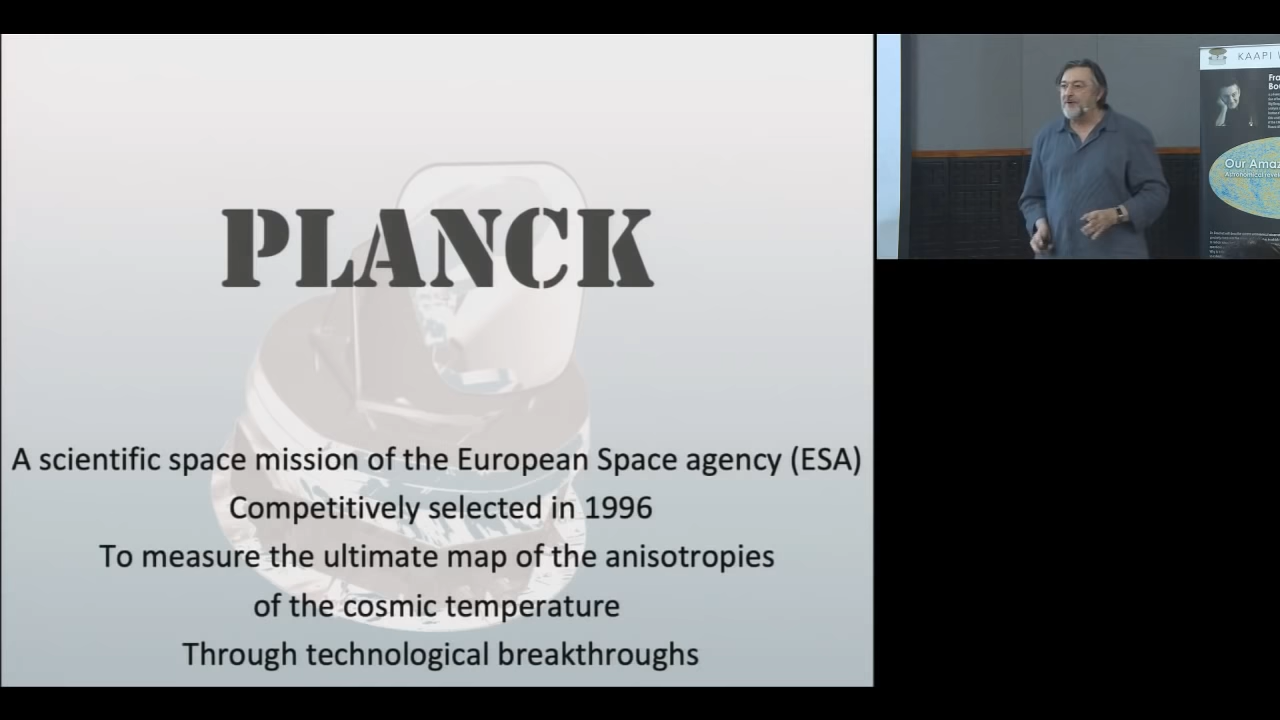 PLANCK
A scientific space mission of the European Space agency (ESA)
Competitively selected in 1996
To measure the ultimate map of the anisotropies
of the cosmic temperature
Through technological breakthroughs
KAAPI
Our Amaz